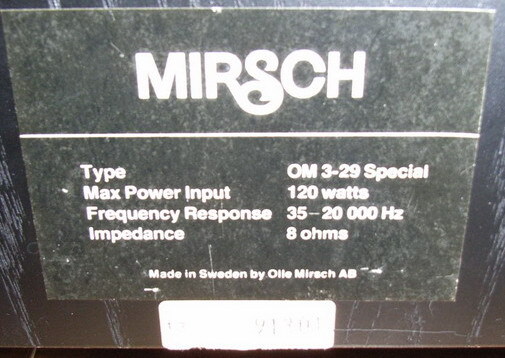 MIRSCH
Type OM 3-29 Special
Max Power Input 120 watts
Frequency Response 35-20 000 Hz
Impedance 8 ohms
Made in Sweden by Olle Mirsch AB